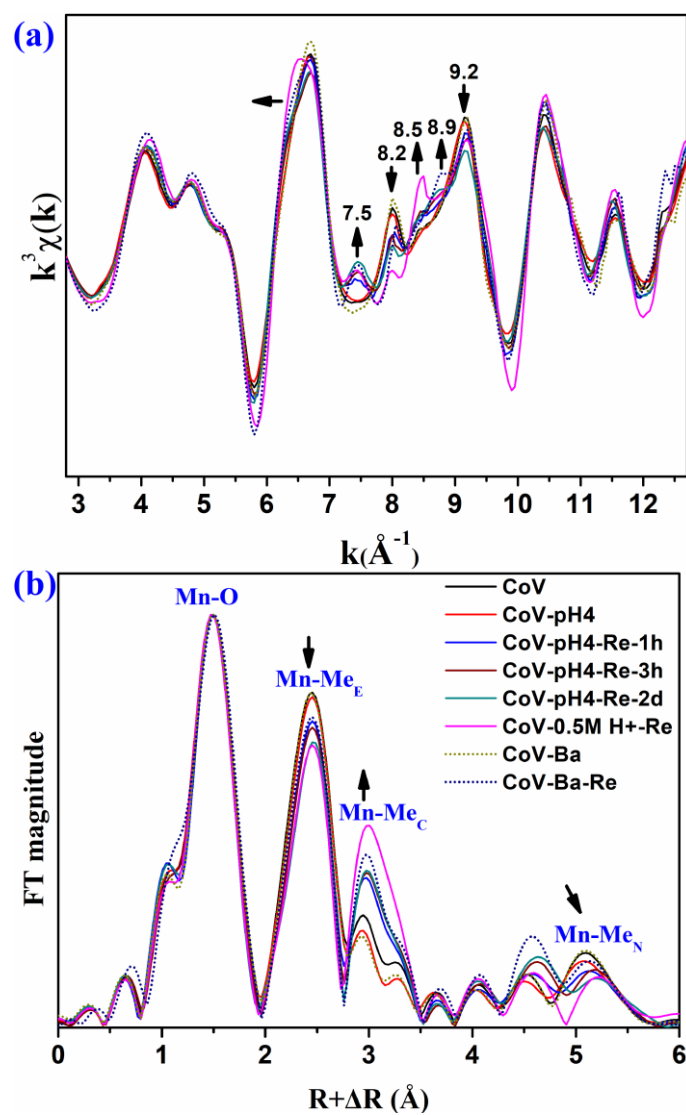 (a)
7.5
8.2
8.5
8.9
9.2
k³χ(k)
3 4 5 6 7 8 9 10 11 12
k(Å⁻¹)
(b)
Mn-O
Mn-Me_E
Mn-Me_C
Mn-Me_N
CoV
CoV-pH4
CoV-pH4-Re-1h
CoV-pH4-Re-3h
CoV-pH4-Re-2d
CoV-0.5M H+-Re
CoV-Ba
CoV-Ba-Re
FT magnitude
0 1 2 3 4 5 6
R+ΔR (Å)